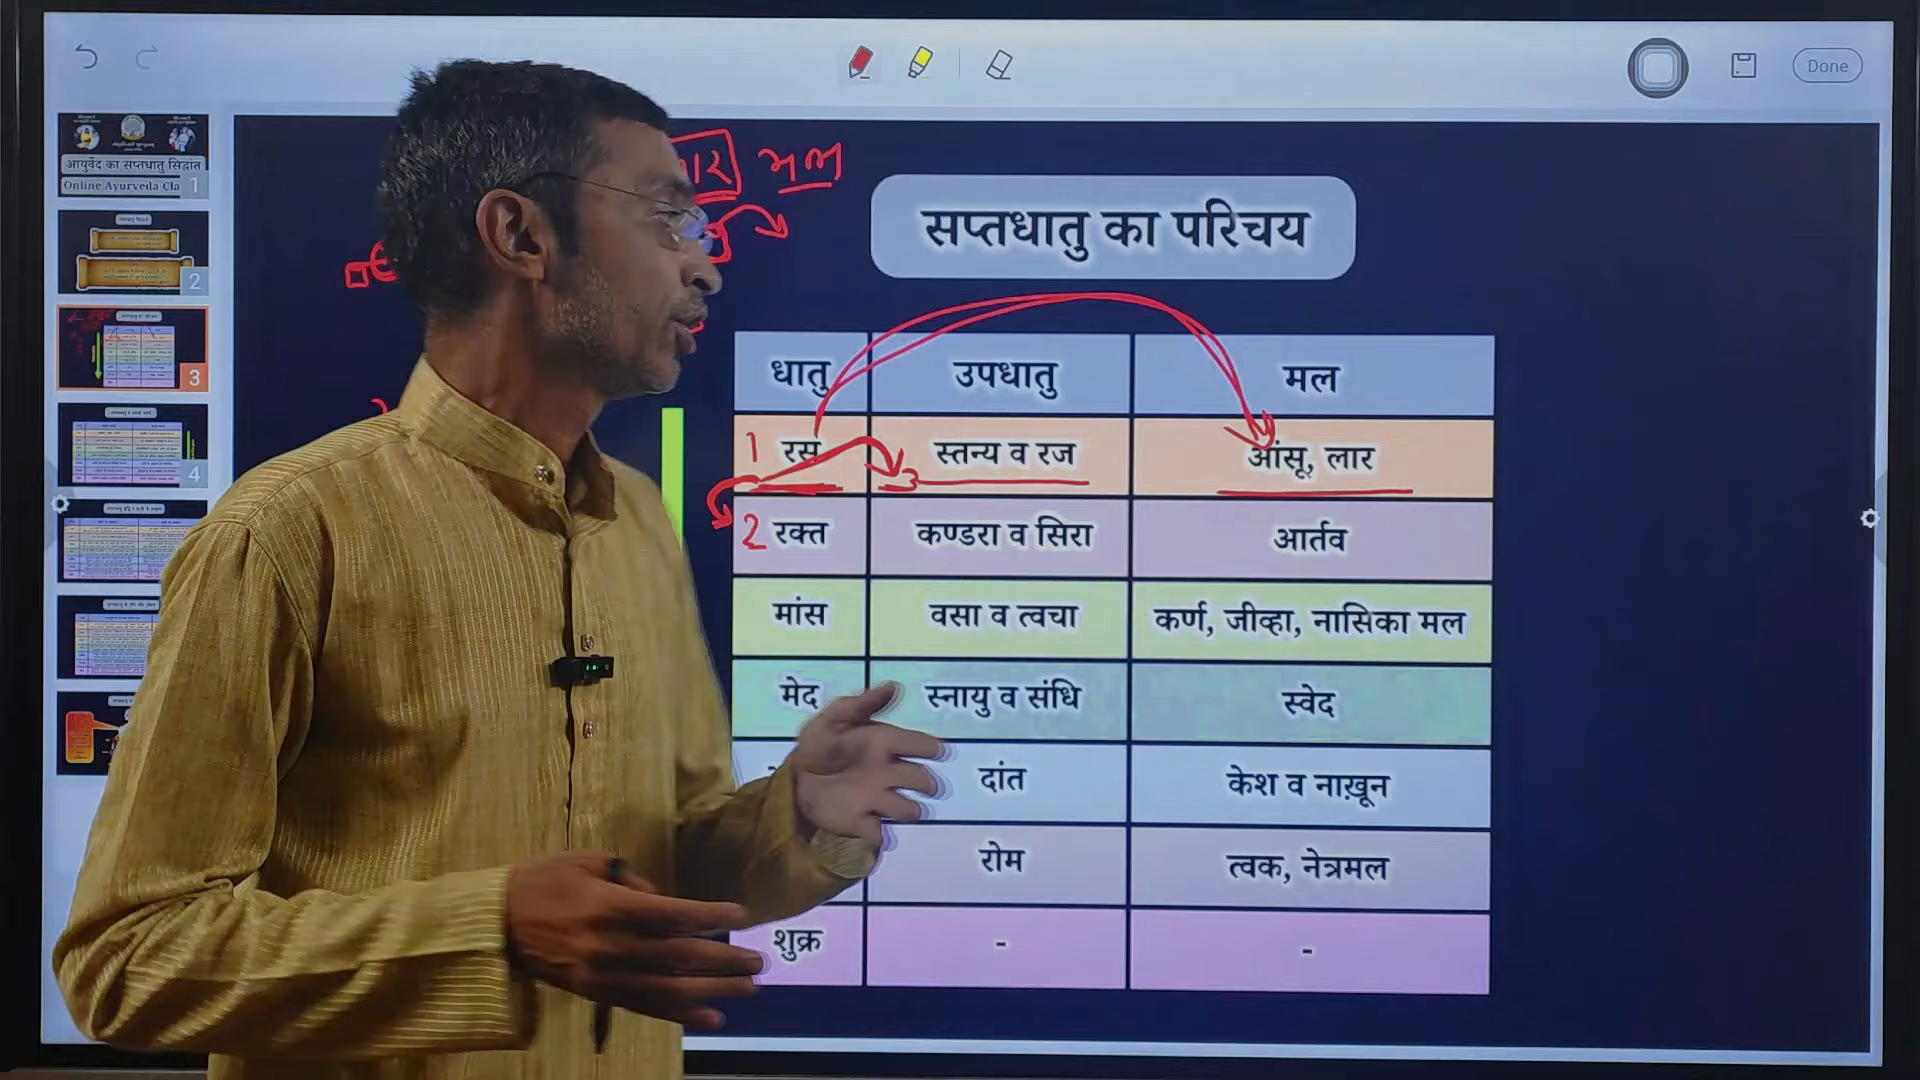 Done
आयुर्वेद का सप्तधातु सिद्धांत
Online Ayurveda Cla
1
2
3
4
मल
सप्तधातु का परिचय
धातु उपधातु मल
1 रस स्तन्य व रज आंसू, लार
2 रक्त कण्डरा व सिरा आर्तव
मांस वसा व त्वचा कर्ण, जीव्हा, नासिका मल
मेद स्नायु व संधि स्वेद
दांत केश व नाख़ून
रोम त्वक, नेत्रमल
शुक्र - -